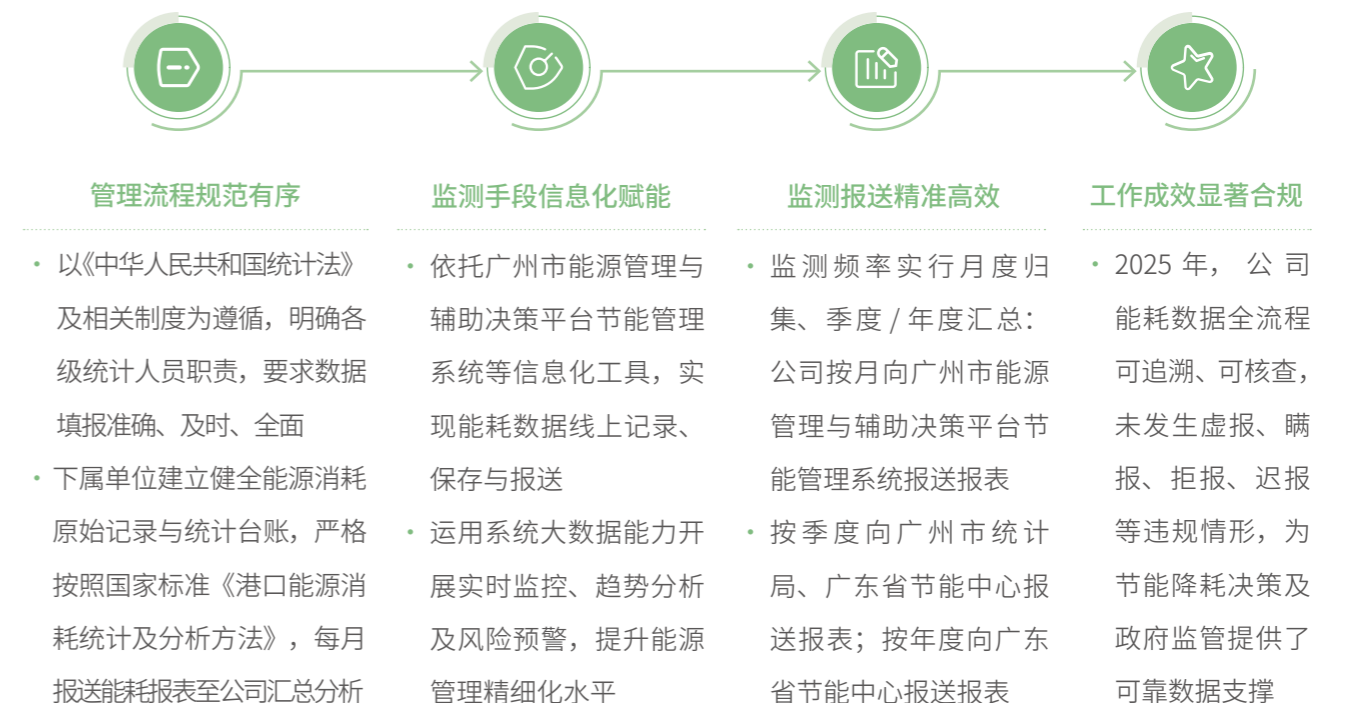 管理流程规范有序
• 以《中华人民共和国统计法》
及相关制度为遵循，明确各
级统计人员职责，要求数据
填报准确、及时、全面
• 下属单位建立健全能源消耗
原始记录与统计台账，严格
按照国家标准《港口能源消
耗统计及分析方法》，每月
报送能耗报表至公司汇总分析
监测手段信息化赋能
• 依托广州市能源管理与
辅助决策平台节能管理
系统等信息化工具，实
现能耗数据线上记录、
保存与报送
• 运用系统大数据能力开
展实时监控、趋势分析
及风险预警，提升能源
管理精细化水平
监测报送精准高效
• 监测频率实行月度归
集、季度 / 年度汇总：
公司按月向广州市能源
管理与辅助决策平台节
能管理系统报送报表
• 按季度向广州市统计
局、广东省节能中心报
送报表；按年度向广东
省节能中心报送报表
工作成效显著合规
• 2025 年，公司
能耗数据全流程
可追溯、可核查，
未发生虚报、瞒
报、拒报、迟报
等违规情形，为
节能降耗决策及
政府监管提供了
可靠数据支撑